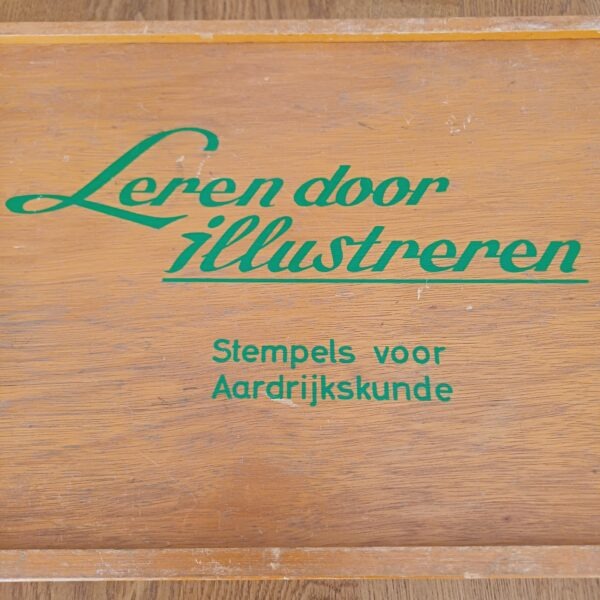 Leren door
illustreren
Stempels voor
Aardrijkskunde